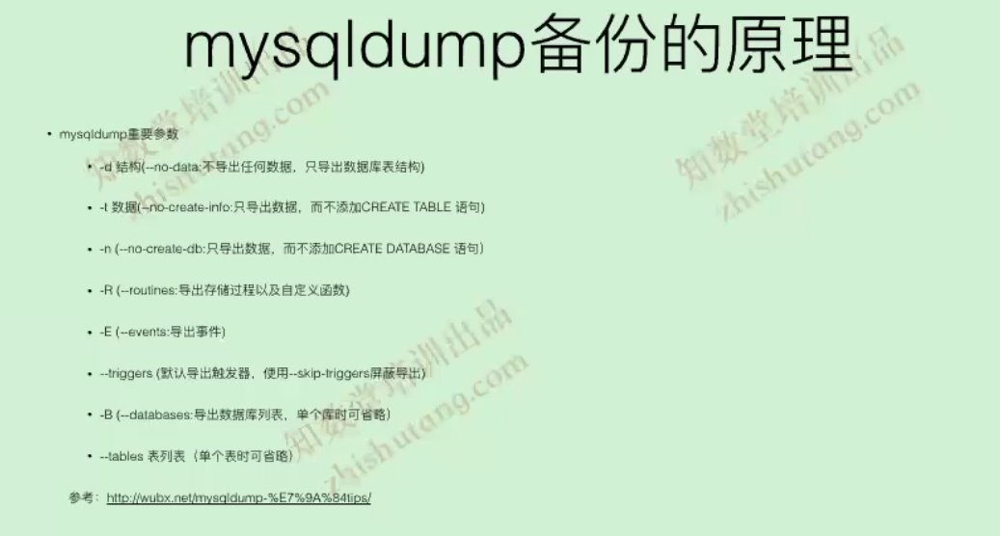 mysqldump备份的原理
• mysqldump重要参数
• -d 结构(--no-data:不导出任何数据，只导出数据库表结构)
• -t 数据(--no-create-info:只导出数据，而不添加CREATE TABLE 语句)
• -n (--no-create-db:只导出数据，而不添加CREATE DATABASE 语句）
• -R (--routines:导出存储过程以及自定义函数)
• -E (--events:导出事件)
• --triggers (默认导出触发器，使用--skip-triggers屏蔽导出)
• -B (--databases:导出数据库列表，单个库时可省略）
• --tables 表列表（单个表时可省略）
参考：http://wubx.net/mysqldump-%E7%9A%84tips/
知数堂培训出品
zhishutang.com
知数堂培训出品
zhishutang.com
知数堂培训出品
zhishutang.com